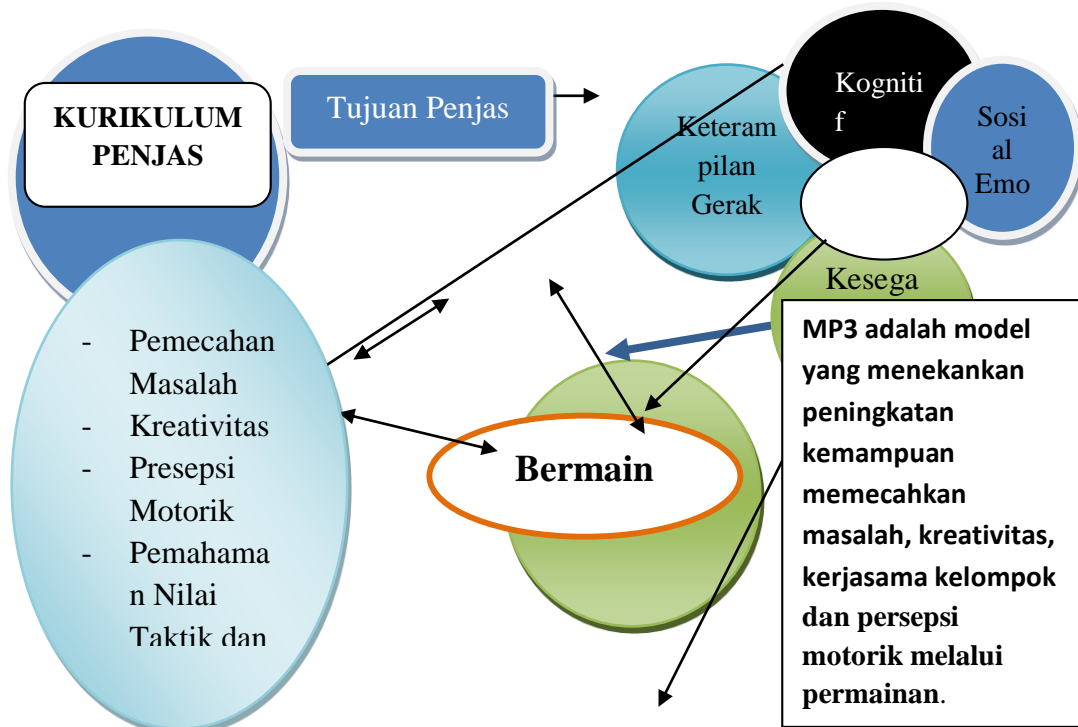 KURIKULUM
PENJAS
Tujuan Penjas
Keteram
pilan
Gerak
Kogniti
f
Sosi
al
Emo
Kesega
- Pemecahan
Masalah
- Kreativitas
- Presepsi
Motorik
- Pemahama
n Nilai
Taktik dan
Bermain
MP3 adalah model
yang menekankan
peningkatan
kemampuan
memecahkan
masalah, kreativitas,
kerjasama kelompok
dan persepsi
motorik melalui
permainan.